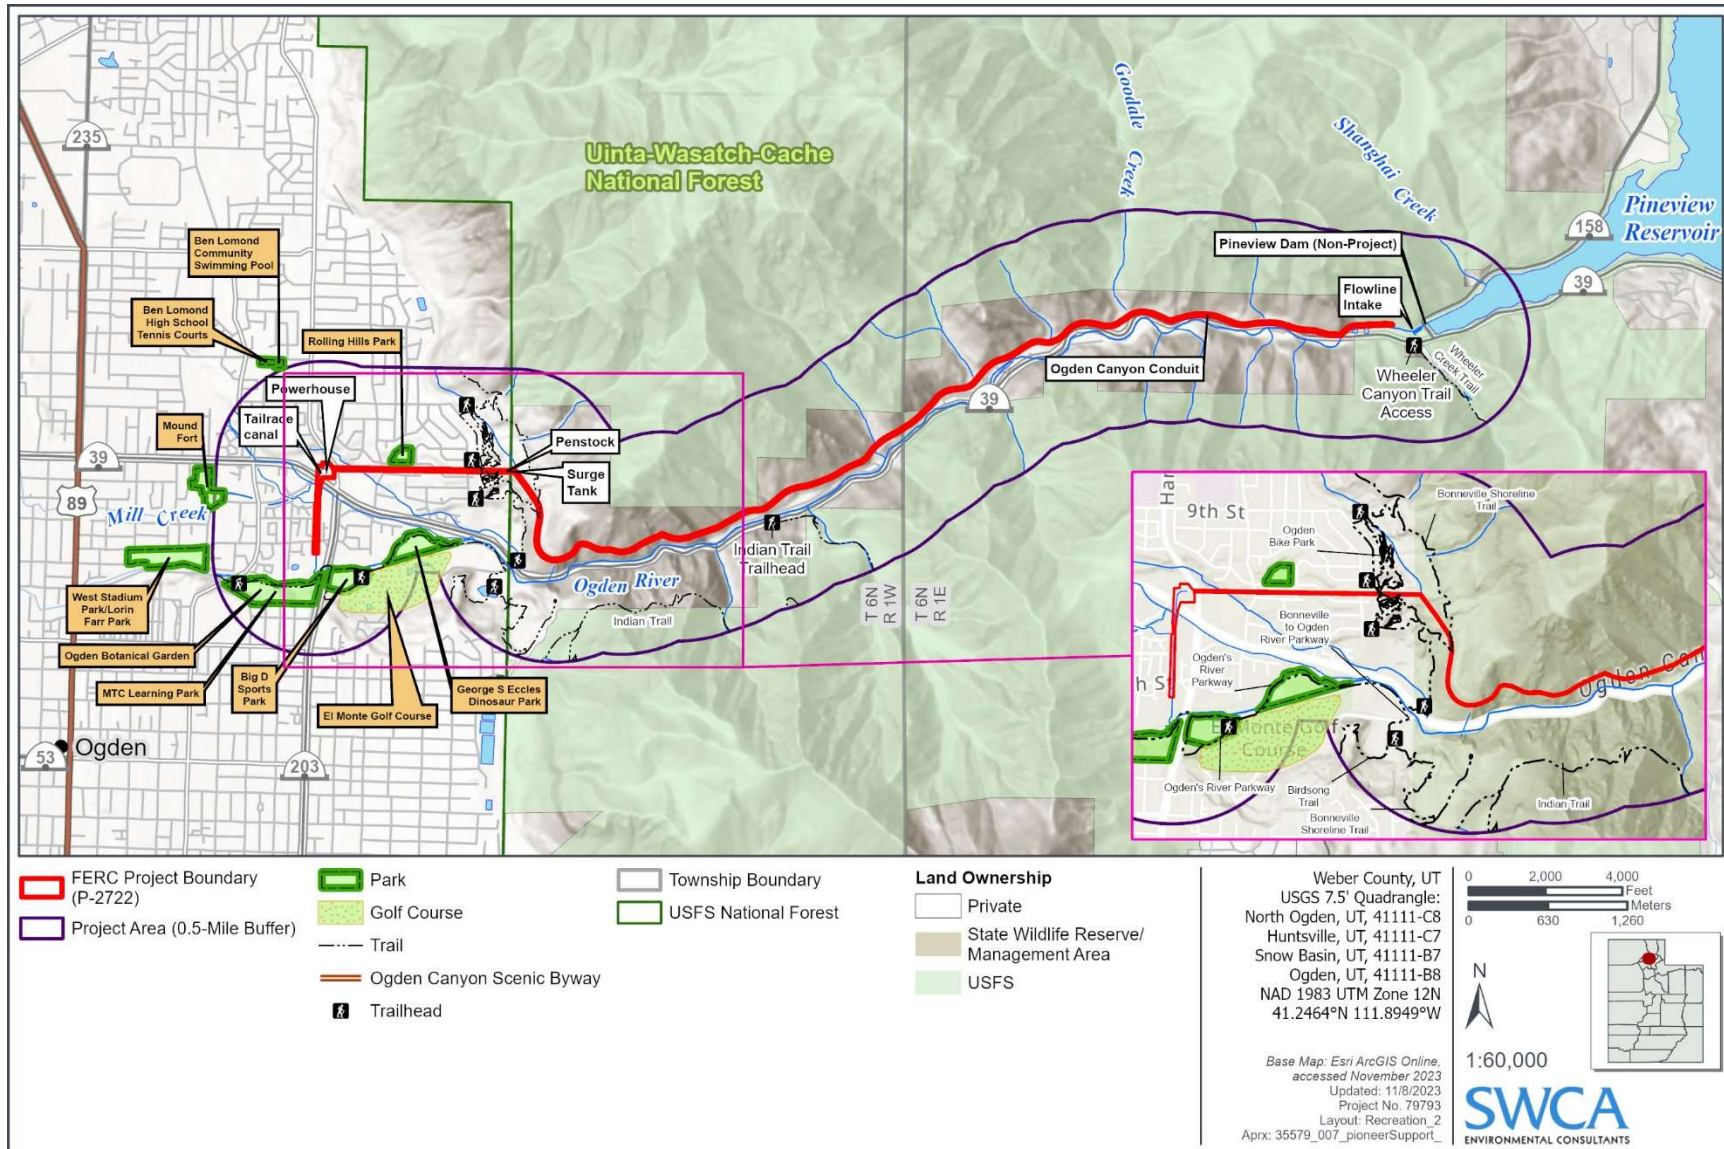 235
Uinta-Wasatch-Cache
National Forest
Goodale Creek
Shanghai Creek
Pineview
Reservoir
158
39
Pineview Dam (Non-Project)
Flowline
Intake
Ben Lomond
Community
Swimming Pool
Ben Lomond
High School
Tennis Courts
Rolling Hills Park
Powerhouse
Tailrace
canal
Mound
Fort
39
89
Mill Creek
Penstock
Surge
Tank
Ogden Canyon Conduit
39
Wheeler
Creek Trail
Wheeler
Canyon Trail
Access
Indian Trail
Trailhead
Ogden River
Indian Trail
T 6N
R 1W
T 6N
R 1E
West Stadium
Park/Lorin
Farr Park
Ogden Botanical Garden
MTC Learning Park
Big D
Sports
Park
El Monte Golf Course
George S Eccles
Dinosaur Park
Ogden
53
203
Har
9th St
Bonneville Shoreline
Trail
Ogden
Bike Park
Bonneville
to Ogden
River Parkway
Ogden's
River
Parkway
h St
Ogden Can
El Monte Golf
Course
Ogden's River Parkway
Birdsong
Trail
Bonneville
Shoreline Trail
Indian Trail
FERC Project Boundary
(P-2722)
Project Area (0.5-Mile Buffer)
Park
Golf Course
Trail
Ogden Canyon Scenic Byway
Trailhead
Township Boundary
USFS National Forest
Land Ownership
Private
State Wildlife Reserve/
Management Area
USFS
Weber County, UT
USGS 7.5' Quadrangle:
North Ogden, UT, 41111-C8
Huntsville, UT, 41111-C7
Snow Basin, UT, 41111-B7
Ogden, UT, 41111-B8
NAD 1983 UTM Zone 12N
41.2464°N 111.8949°W
Base Map: Esri ArcGIS Online,
accessed November 2023
Updated: 11/8/2023
Project No. 79793
Layout: Recreation_2
Aprx: 35579_007_pioneerSupport_
0 2,000 4,000
Feet
Meters
0 630 1,260
N
1:60,000
SWCA
ENVIRONMENTAL CONSULTANTS